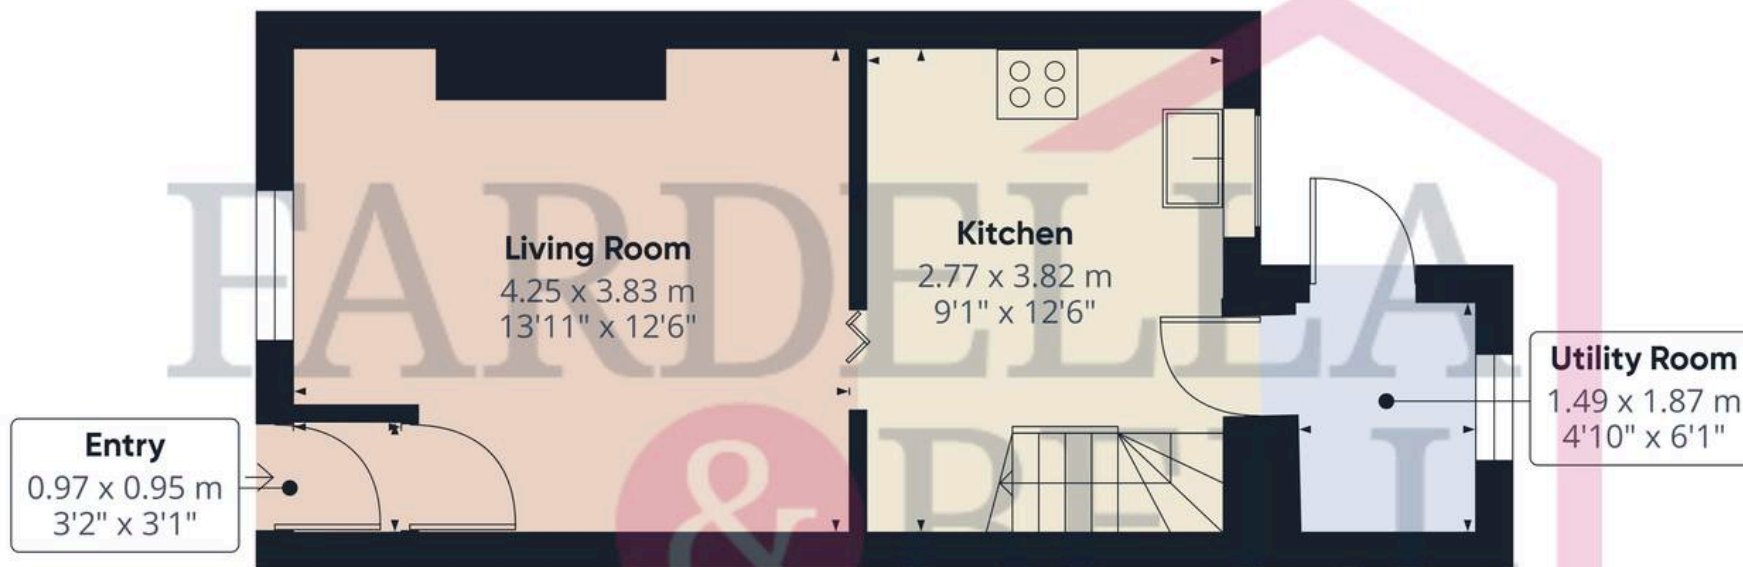 Living Room
4.25 x 3.83 m
13'11" x 12'6"
Kitchen
2.77 x 3.82 m
9'1" x 12'6"
Utility Room
1.49 x 1.87 m
4'10" x 6'1"
Entry
0.97 x 0.95 m
3'2" x 3'1"
FARDELLA
& BELL